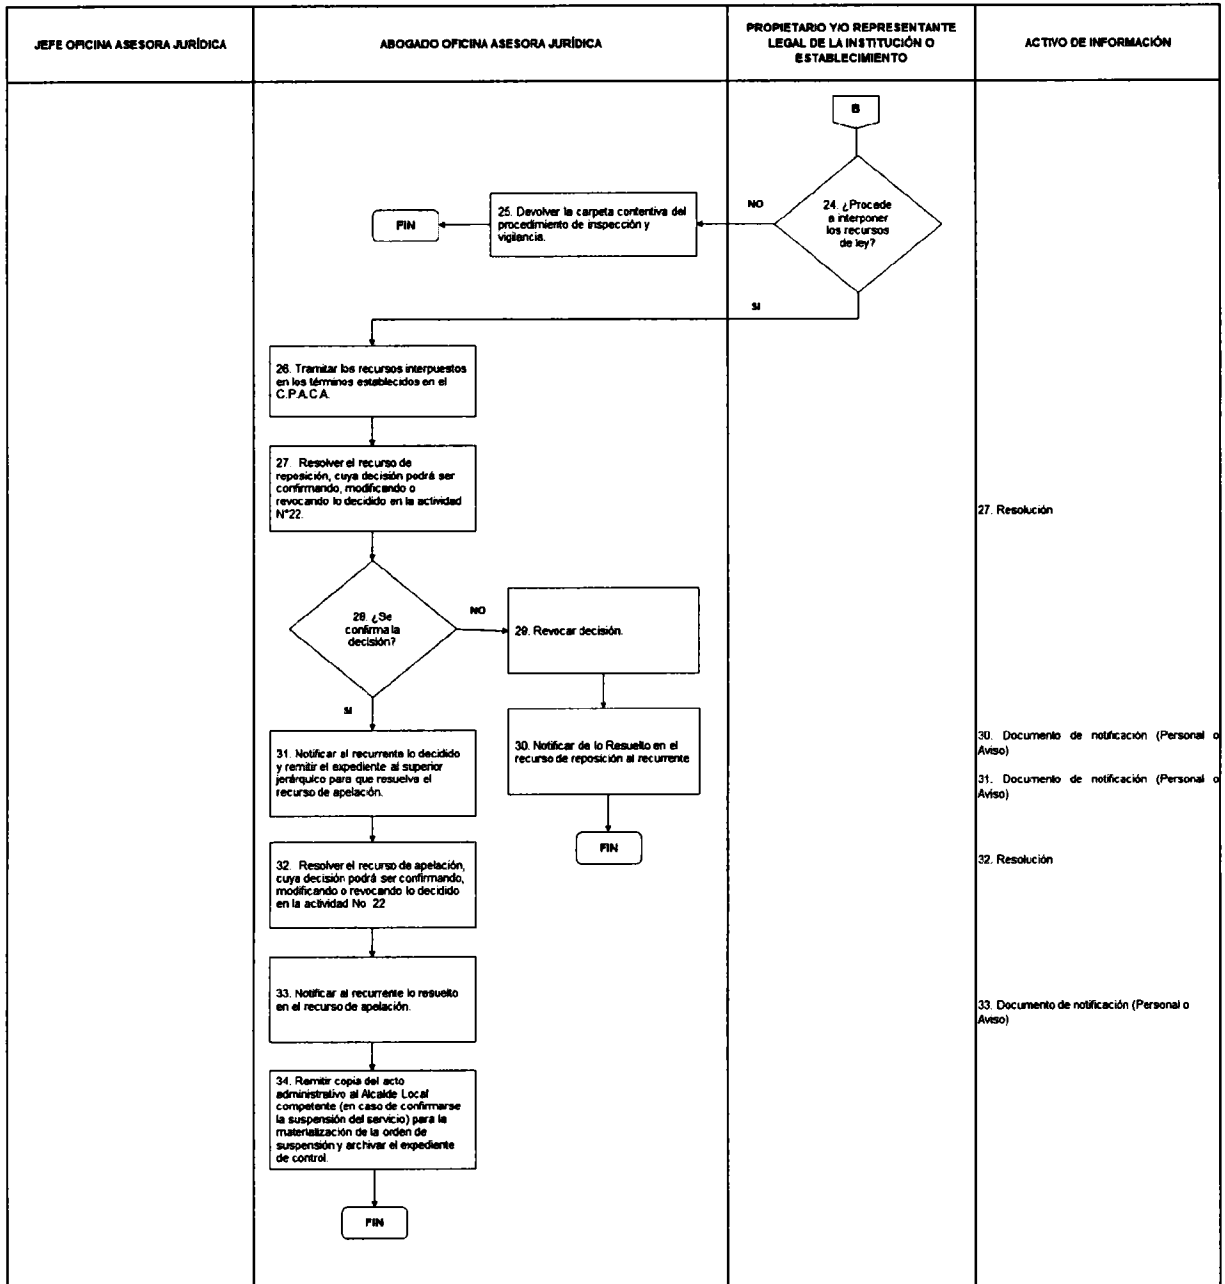 JEFE OFICINA ASESORA JURÍDICA
ABOGADO OFICINA ASESORA JURÍDICA
PROPIETARIO Y/O REPRESENTANTE
LEGAL DE LA INSTITUCIÓN O
ESTABLECIMIENTO
ACTIVO DE INFORMACIÓN
B
24. ¿Procede
a interponer
los recursos
de ley?
NO
25. Devolver la carpeta contentiva del
procedimiento de inspección y
vigilancia.
FIN
SI
26. Tramitar los recursos interpuestos
en los términos establecidos en el
C.P.A.C.A.
27. Resolver el recurso de
reposición, cuya decisión podrá ser
confirmando, modificando o
revocando lo decidido en la actividad
N°22.
27. Resolución
28. ¿Se
confirma la
decisión?
NO
29. Revocar decisión.
SI
31. Notificar al recurrente lo decidido
y remitir el expediente al superior
jerárquico para que resuelva el
recurso de apelación.
30. Notificar de lo Resuelto en el
recurso de reposición al recurrente
30. Documento de notificación (Personal o
Aviso)
31. Documento de notificación (Personal o
Aviso)
FIN
32. Resolver el recurso de apelación,
cuya decisión podrá ser confirmando,
modificando o revocando lo decidido
en la actividad No 22
32. Resolución
33. Notificar al recurrente lo resuelto
en el recurso de apelación.
33. Documento de notificación (Personal o
Aviso)
34. Remitir copia del acto
administrativo al Alcalde Local
competente (en caso de confirmarse
la suspensión del servicio) para la
materialización de la orden de
suspensión y archivar el expediente
de control.
FIN